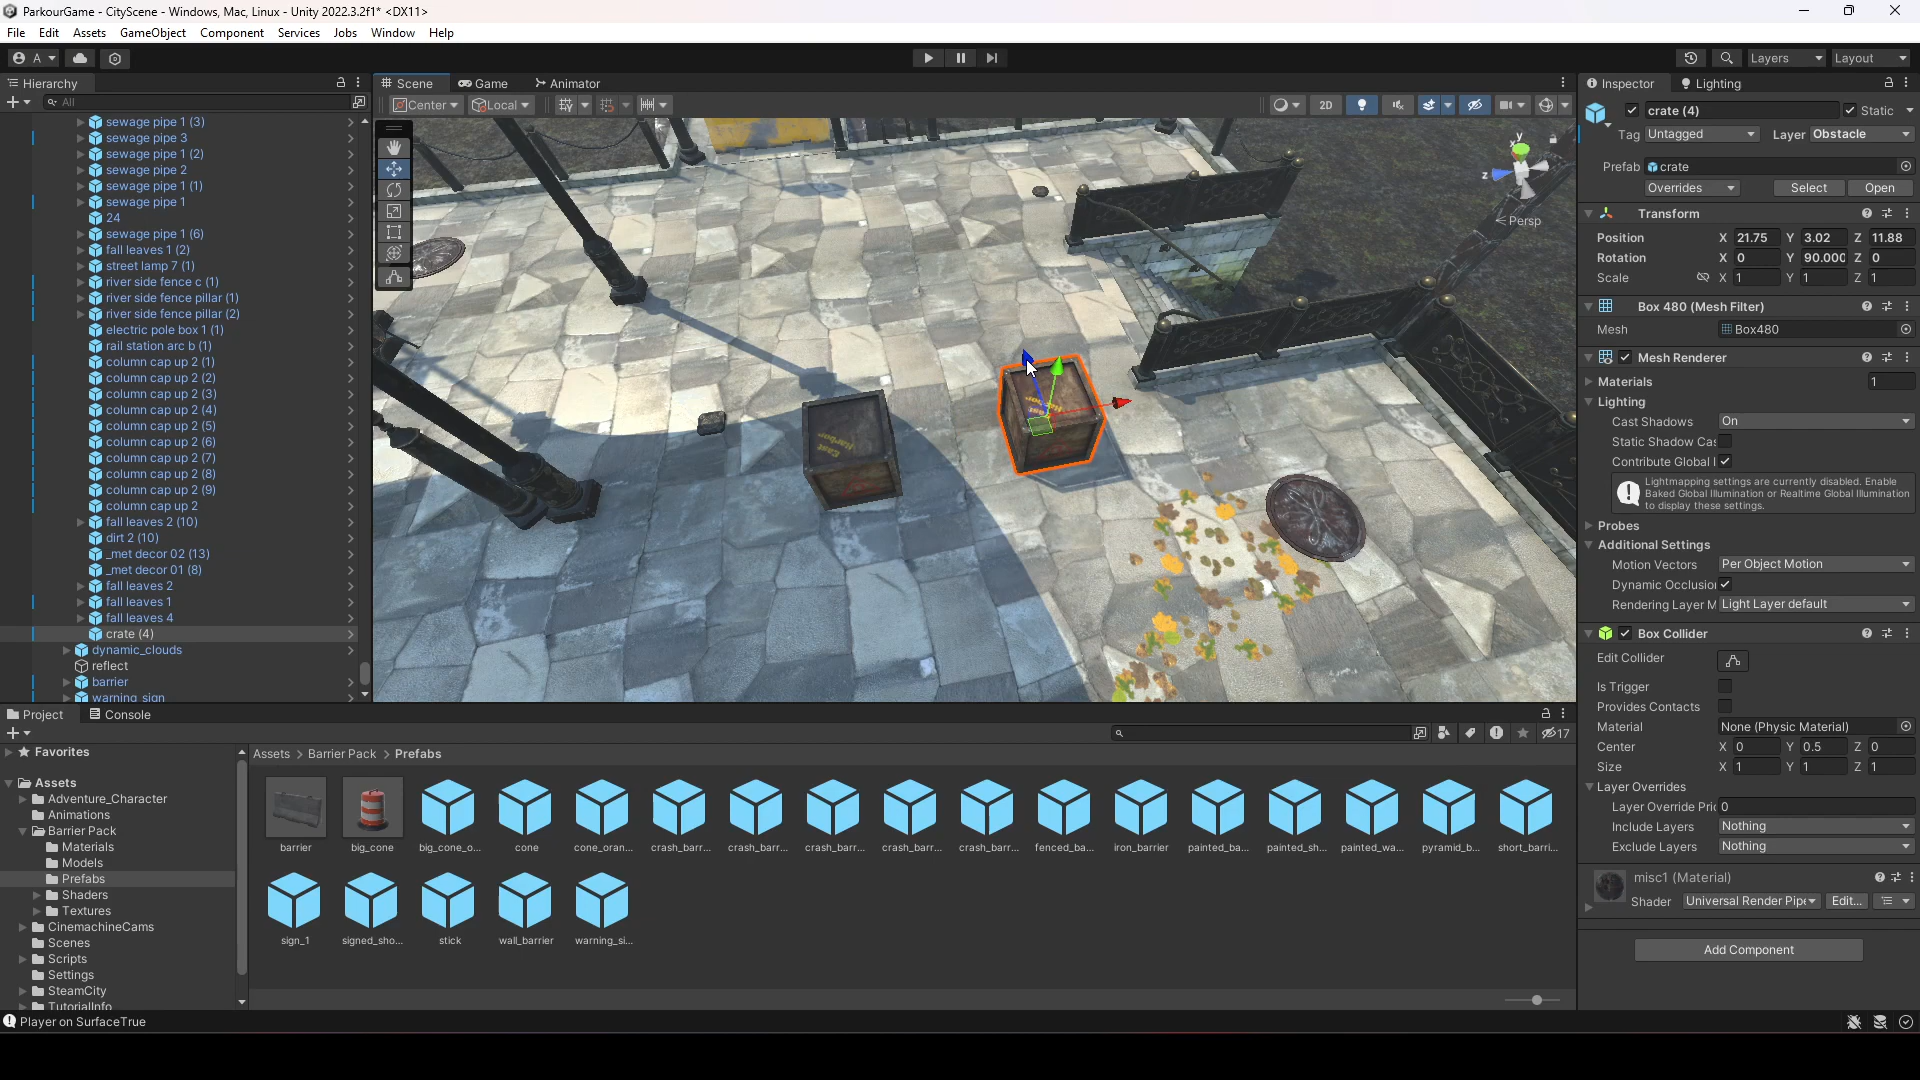 ParkourGame - CityScene - Windows, Mac, Linux - Unity 2022.3.2f1* <DX11>
File Edit Assets GameObject Component Services Jobs Window Help
A
Layers Layout
Hierarchy
All
sewage pipe 1 (3)
sewage pipe 3
sewage pipe 1 (2)
sewage pipe 2
sewage pipe 1 (1)
sewage pipe 1
24
sewage pipe 1 (6)
fall leaves 1 (2)
street lamp 7 (1)
river side fence c (1)
river side fence pillar (1)
river side fence pillar (2)
electric pole box 1 (1)
rail station arc b (1)
column cap up 2 (1)
column cap up 2 (2)
column cap up 2 (3)
column cap up 2 (4)
column cap up 2 (5)
column cap up 2 (6)
column cap up 2 (7)
column cap up 2 (8)
column cap up 2 (9)
column cap up 2
fall leaves 2 (10)
dirt 2 (10)
_met decor 02 (13)
_met decor 01 (8)
fall leaves 2
fall leaves 1
fall leaves 4
crate (4)
dynamic_clouds
reflect
barrier
warning_sign
Scene Game Animator
Center Local 2D
y
z
Persp
East
Harbor
Inspector Lighting
crate (4) Static
Tag Untagged Layer Obstacle
Prefab crate
Overrides Select Open
Transform
Position X 21.75 Y 3.02 Z 11.88
Rotation X 0 Y 90.000 Z 0
Scale X 1 Y 1 Z 1
Box 480 (Mesh Filter)
Mesh Box480
Mesh Renderer
Materials 1
Lighting
Cast Shadows On
Static Shadow Cas
Contribute Global I
Lightmapping settings are currently disabled. Enable
Baked Global Illumination or Realtime Global Illumination
to display these settings.
Probes
Additional Settings
Motion Vectors Per Object Motion
Dynamic Occlusio
Rendering Layer M Light Layer default
Box Collider
Edit Collider
Is Trigger
Provides Contacts
Material None (Physic Material)
Center X 0 Y 0.5 Z 0
Size X 1 Y 1 Z 1
Layer Overrides
Layer Override Pric 0
Include Layers Nothing
Exclude Layers Nothing
misc1 (Material)
Shader Universal Render Pipe Edit...
Add Component
Project Console
17
Favorites
Assets
Adventure_Character
Animations
Barrier Pack
Materials
Models
Prefabs
Shaders
Textures
CinemachineCams
Scenes
Scripts
Settings
SteamCity
TutorialInfo
Assets > Barrier Pack > Prefabs
barrier big_cone big_cone_o... cone cone_oran... crash_barr... crash_barr... crash_barr... crash_barr... crash_barr... fenced_ba... iron_barrier painted_ba... painted_sh... painted_wa... pyramid_b... short_barri...
sign_1 signed_sho... stick wall_barrier warning_si...
Player on SurfaceTrue